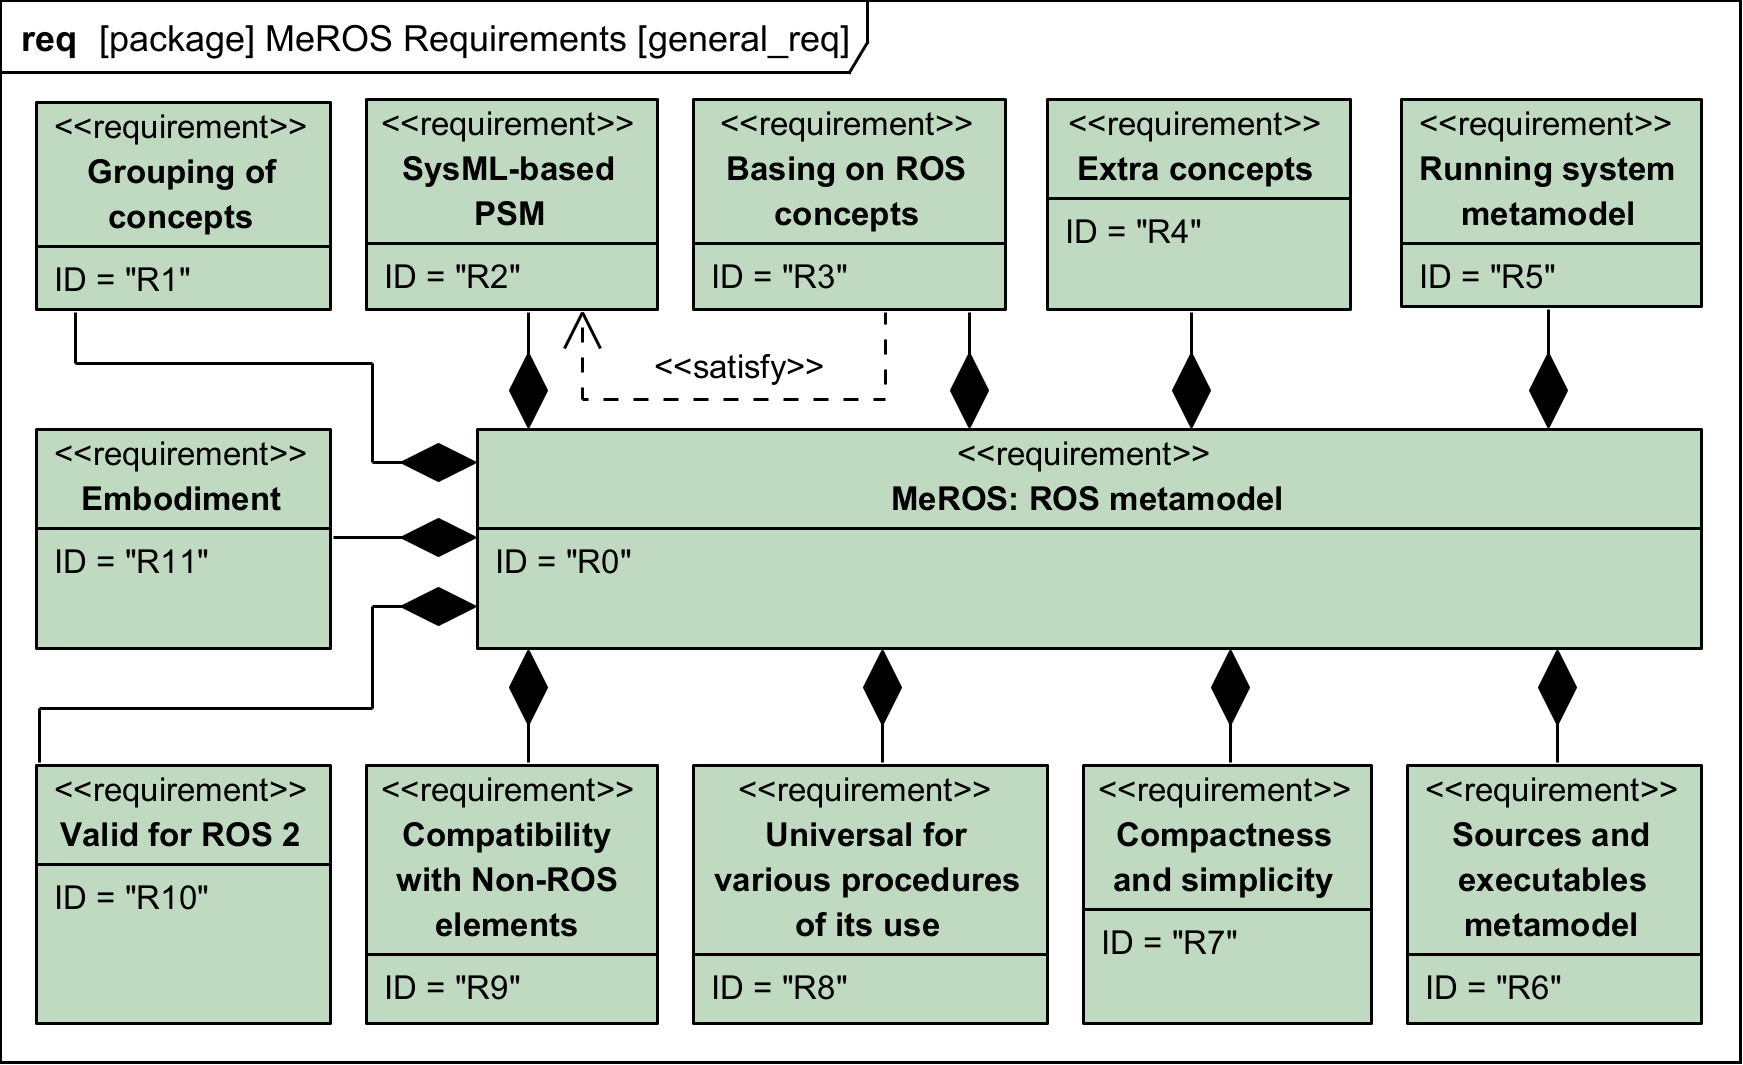 req [package] MeROS Requirements [general_req]
<<requirement>>
Grouping of
concepts
ID = "R1"
<<requirement>>
SysML-based
PSM
ID = "R2"
<<requirement>>
Basing on ROS
concepts
ID = "R3"
<<requirement>>
Extra concepts
ID = "R4"
<<requirement>>
Running system
metamodel
ID = "R5"
<<satisfy>>
<<requirement>>
Embodiment
ID = "R11"
<<requirement>>
MeROS: ROS metamodel
ID = "R0"
<<requirement>>
Valid for ROS 2
ID = "R10"
<<requirement>>
Compatibility
with Non-ROS
elements
ID = "R9"
<<requirement>>
Universal for
various procedures
of its use
ID = "R8"
<<requirement>>
Compactness
and simplicity
ID = "R7"
<<requirement>>
Sources and
executables
metamodel
ID = "R6"